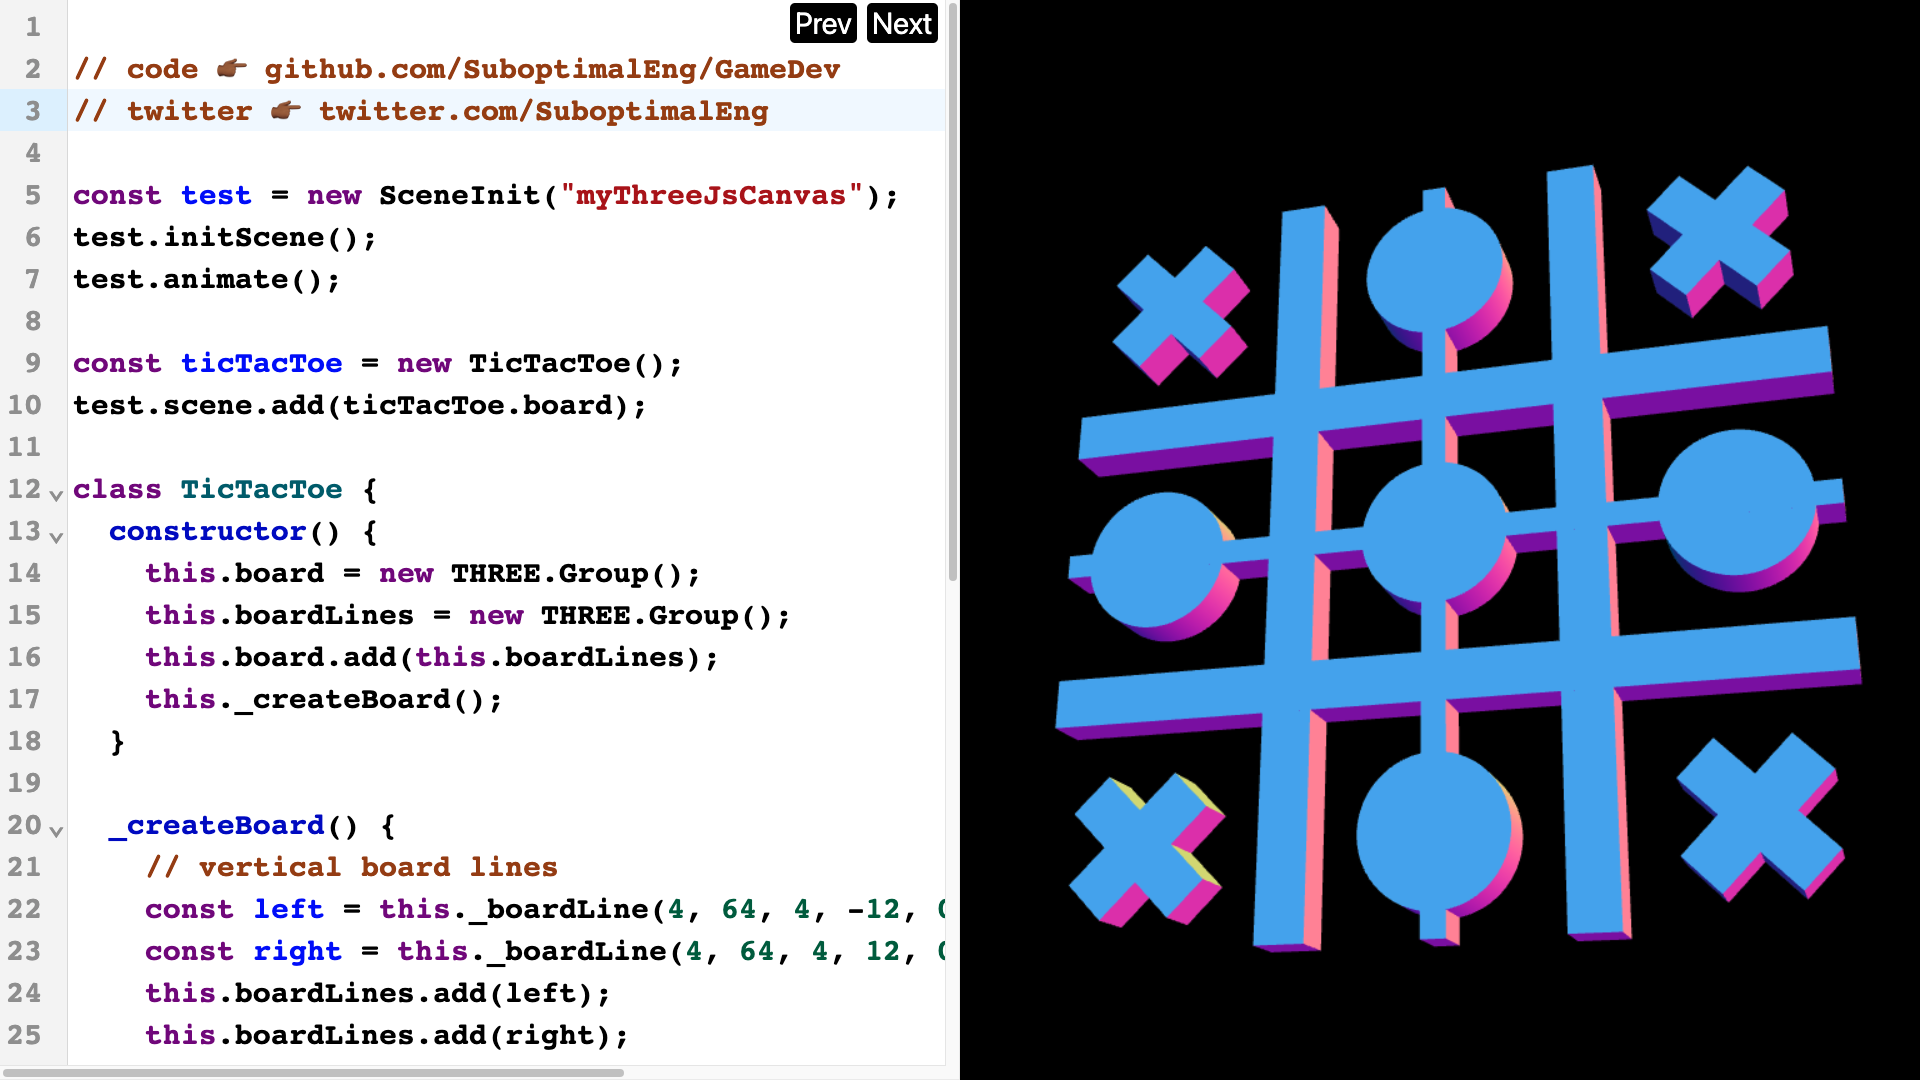 Prev Next
1
2 // code 👉🏾 github.com/SuboptimalEng/GameDev
3 // twitter 👉🏾 twitter.com/SuboptimalEng
4
5 const test = new SceneInit("myThreeJsCanvas");
6 test.initScene();
7 test.animate();
8
9 const ticTacToe = new TicTacToe();
10 test.scene.add(ticTacToe.board);
11
12 class TicTacToe {
13 constructor() {
14 this.board = new THREE.Group();
15 this.boardLines = new THREE.Group();
16 this.board.add(this.boardLines);
17 this._createBoard();
18 }
19
20 _createBoard() {
21 // vertical board lines
22 const left = this._boardLine(4, 64, 4, -12,
23 const right = this._boardLine(4, 64, 4, 12,
24 this.boardLines.add(left);
25 this.boardLines.add(right);